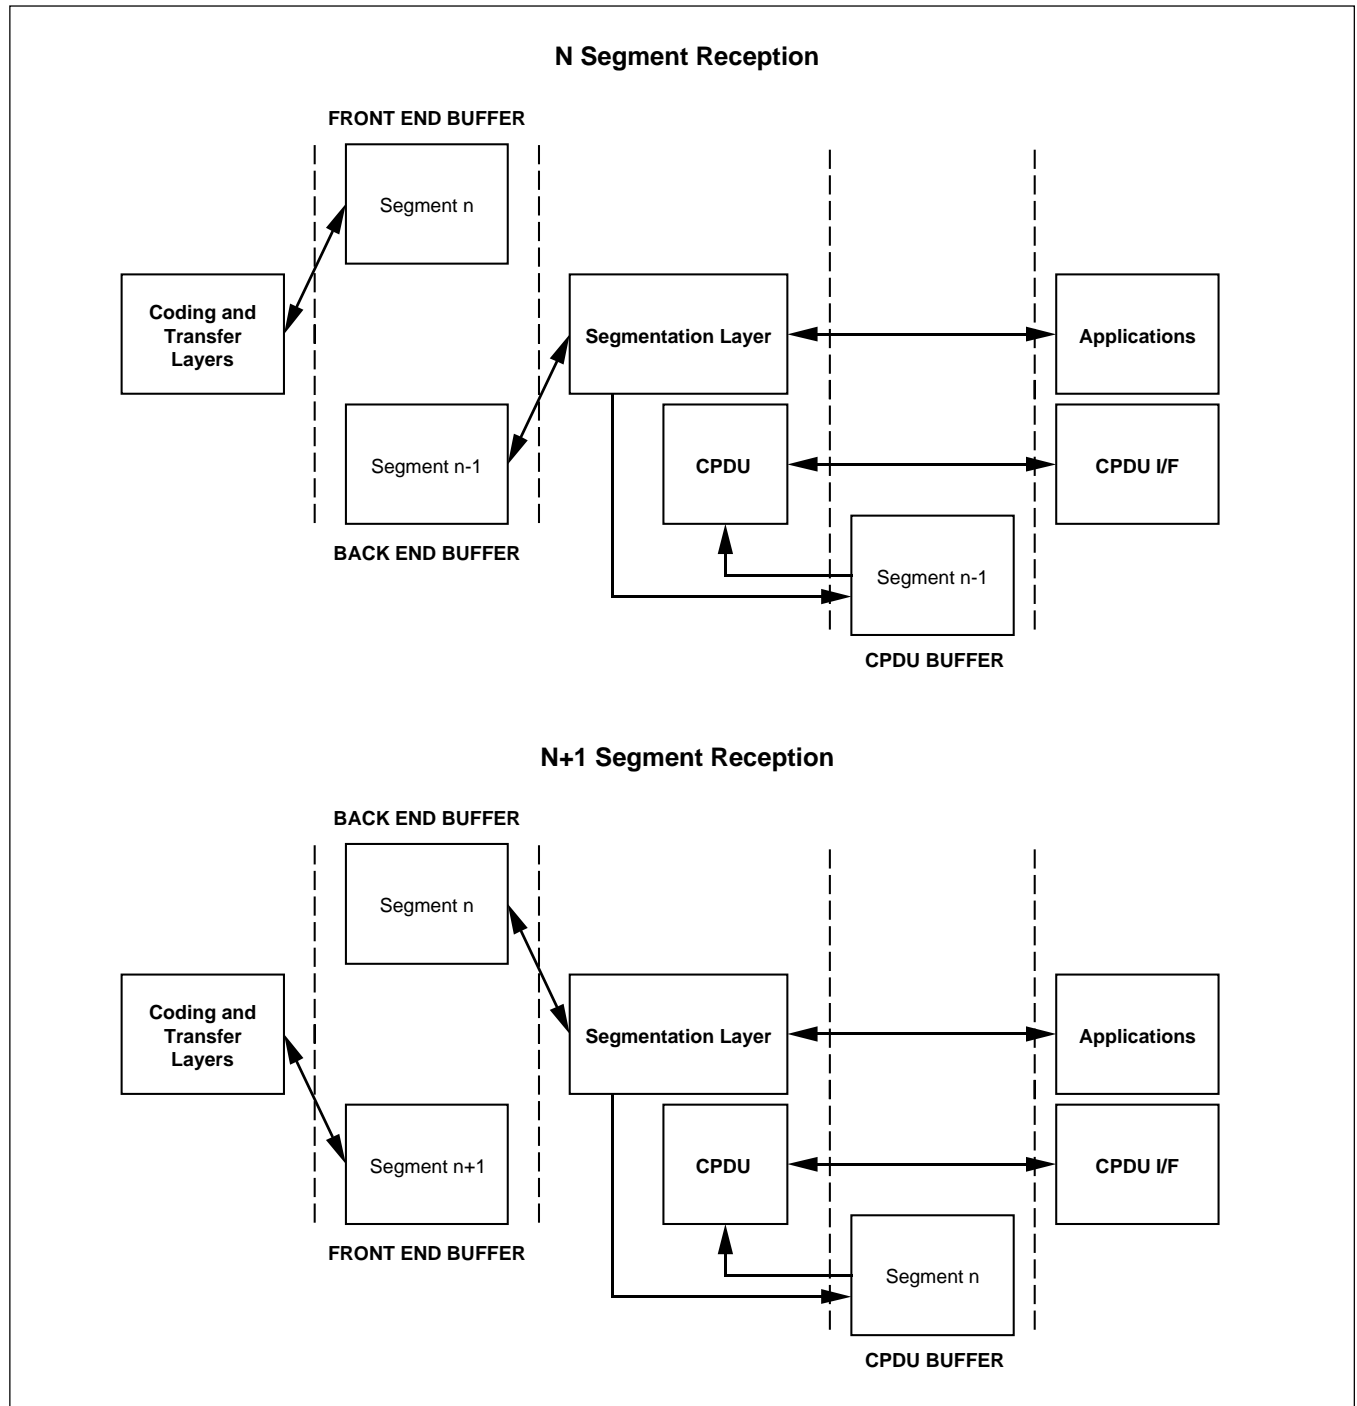 N Segment Reception
FRONT END BUFFER
Segment n
Coding and
Transfer
Layers
Segmentation Layer
Applications
Segment n-1
CPDU
CPDU I/F
BACK END BUFFER
Segment n-1
CPDU BUFFER
N+1 Segment Reception
BACK END BUFFER
Segment n
Coding and
Transfer
Layers
Segmentation Layer
Applications
Segment n+1
CPDU
CPDU I/F
FRONT END BUFFER
Segment n
CPDU BUFFER